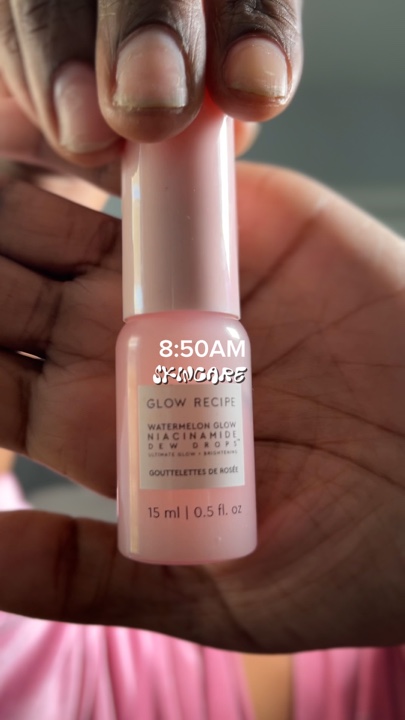 8:50AM
SKINCARE
GLOW RECIPE
WATERMELON GLOW
NIACINAMIDE
DEW DROPS™
ULTIMATE GLOW + BRIGHTENING
GOUTTELETTES DE ROSÉE
15 ml | 0.5 fl. oz